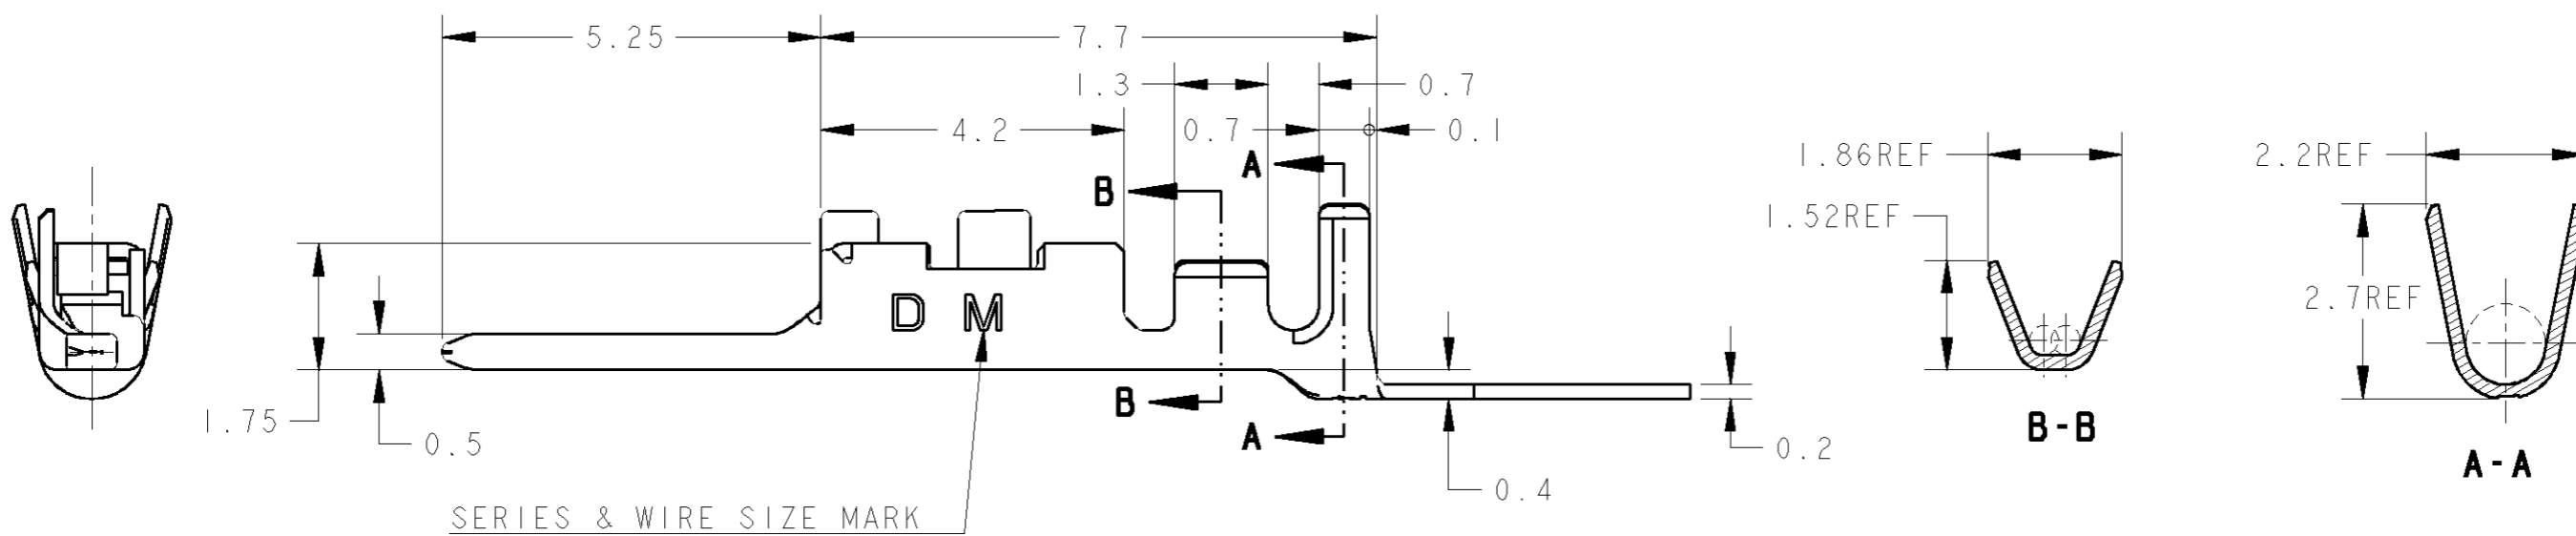 5.25
7.7
1.3
0.7
4.2
0.7
0.1
A
B
1.86REF
2.2REF
1.52REF
D M
2.7REF
1.75
0.5
B
A
B-B
0.2
A-A
0.4
SERIES & WIRE SIZE MARK